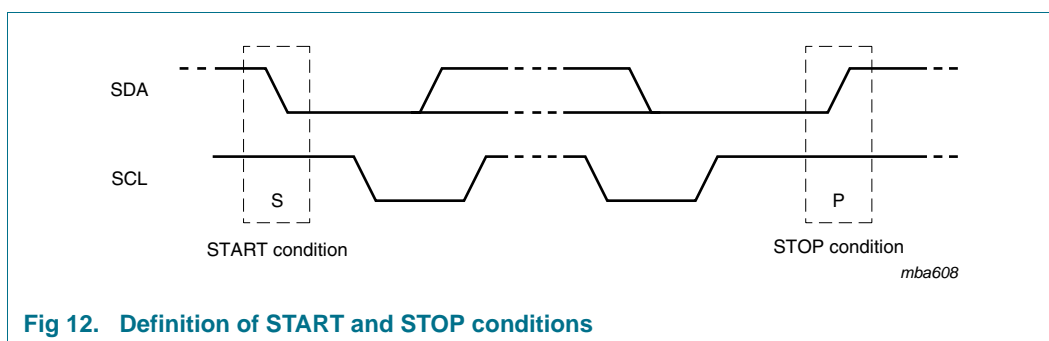 SDA
SCL
S
P
START condition
STOP condition
mba608
Fig 12. Definition of START and STOP conditions